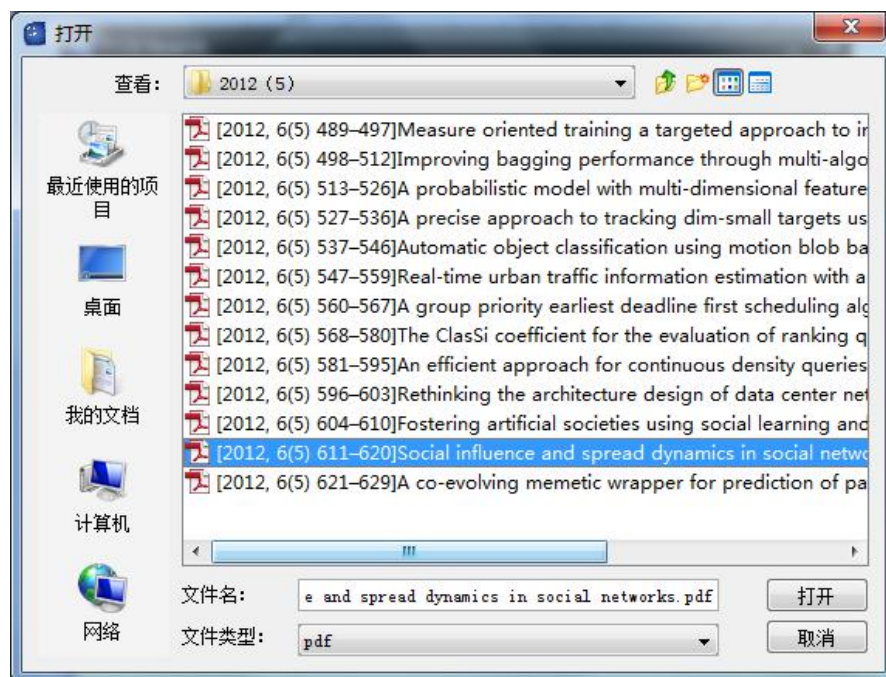 打开
查看:
2012 (5)
最近使用的项
目
桌面
我的文档
计算机
网络
[2012, 6(5) 489–497]Measure oriented training a targeted approach to ir
[2012, 6(5) 498–512]Improving bagging performance through multi-algo
[2012, 6(5) 513–526]A probabilistic model with multi-dimensional feature
[2012, 6(5) 527–536]A precise approach to tracking dim-small targets us
[2012, 6(5) 537–546]Automatic object classification using motion blob ba
[2012, 6(5) 547–559]Real-time urban traffic information estimation with a
[2012, 6(5) 560–567]A group priority earliest deadline first scheduling alg
[2012, 6(5) 568–580]The ClasSi coefficient for the evaluation of ranking q
[2012, 6(5) 581–595]An efficient approach for continuous density queries
[2012, 6(5) 596–603]Rethinking the architecture design of data center net
[2012, 6(5) 604–610]Fostering artificial societies using social learning and
[2012, 6(5) 611–620]Social influence and spread dynamics in social netwo
[2012, 6(5) 621–629]A co-evolving memetic wrapper for prediction of pa
文件名:
e and spread dynamics in social networks.pdf
打开
文件类型:
pdf
取消